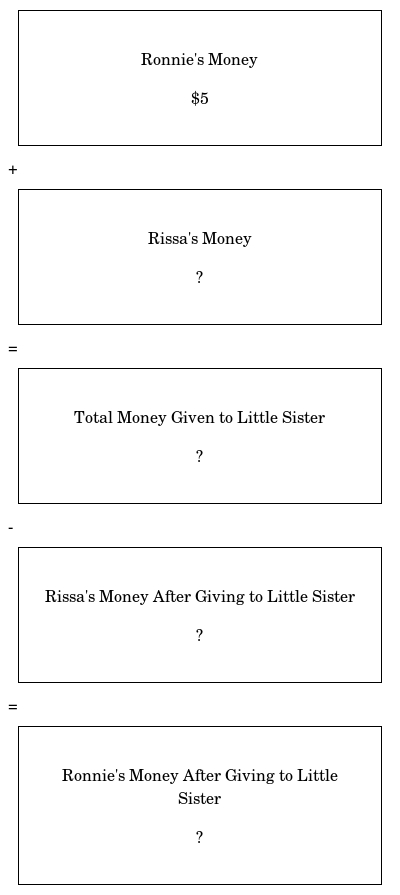 Ronnie's Money
$5
+
Rissa's Money
?
=
Total Money Given to Little Sister
?
-
Rissa's Money After Giving to Little Sister
?
=
Ronnie's Money After Giving to Little
Sister
?